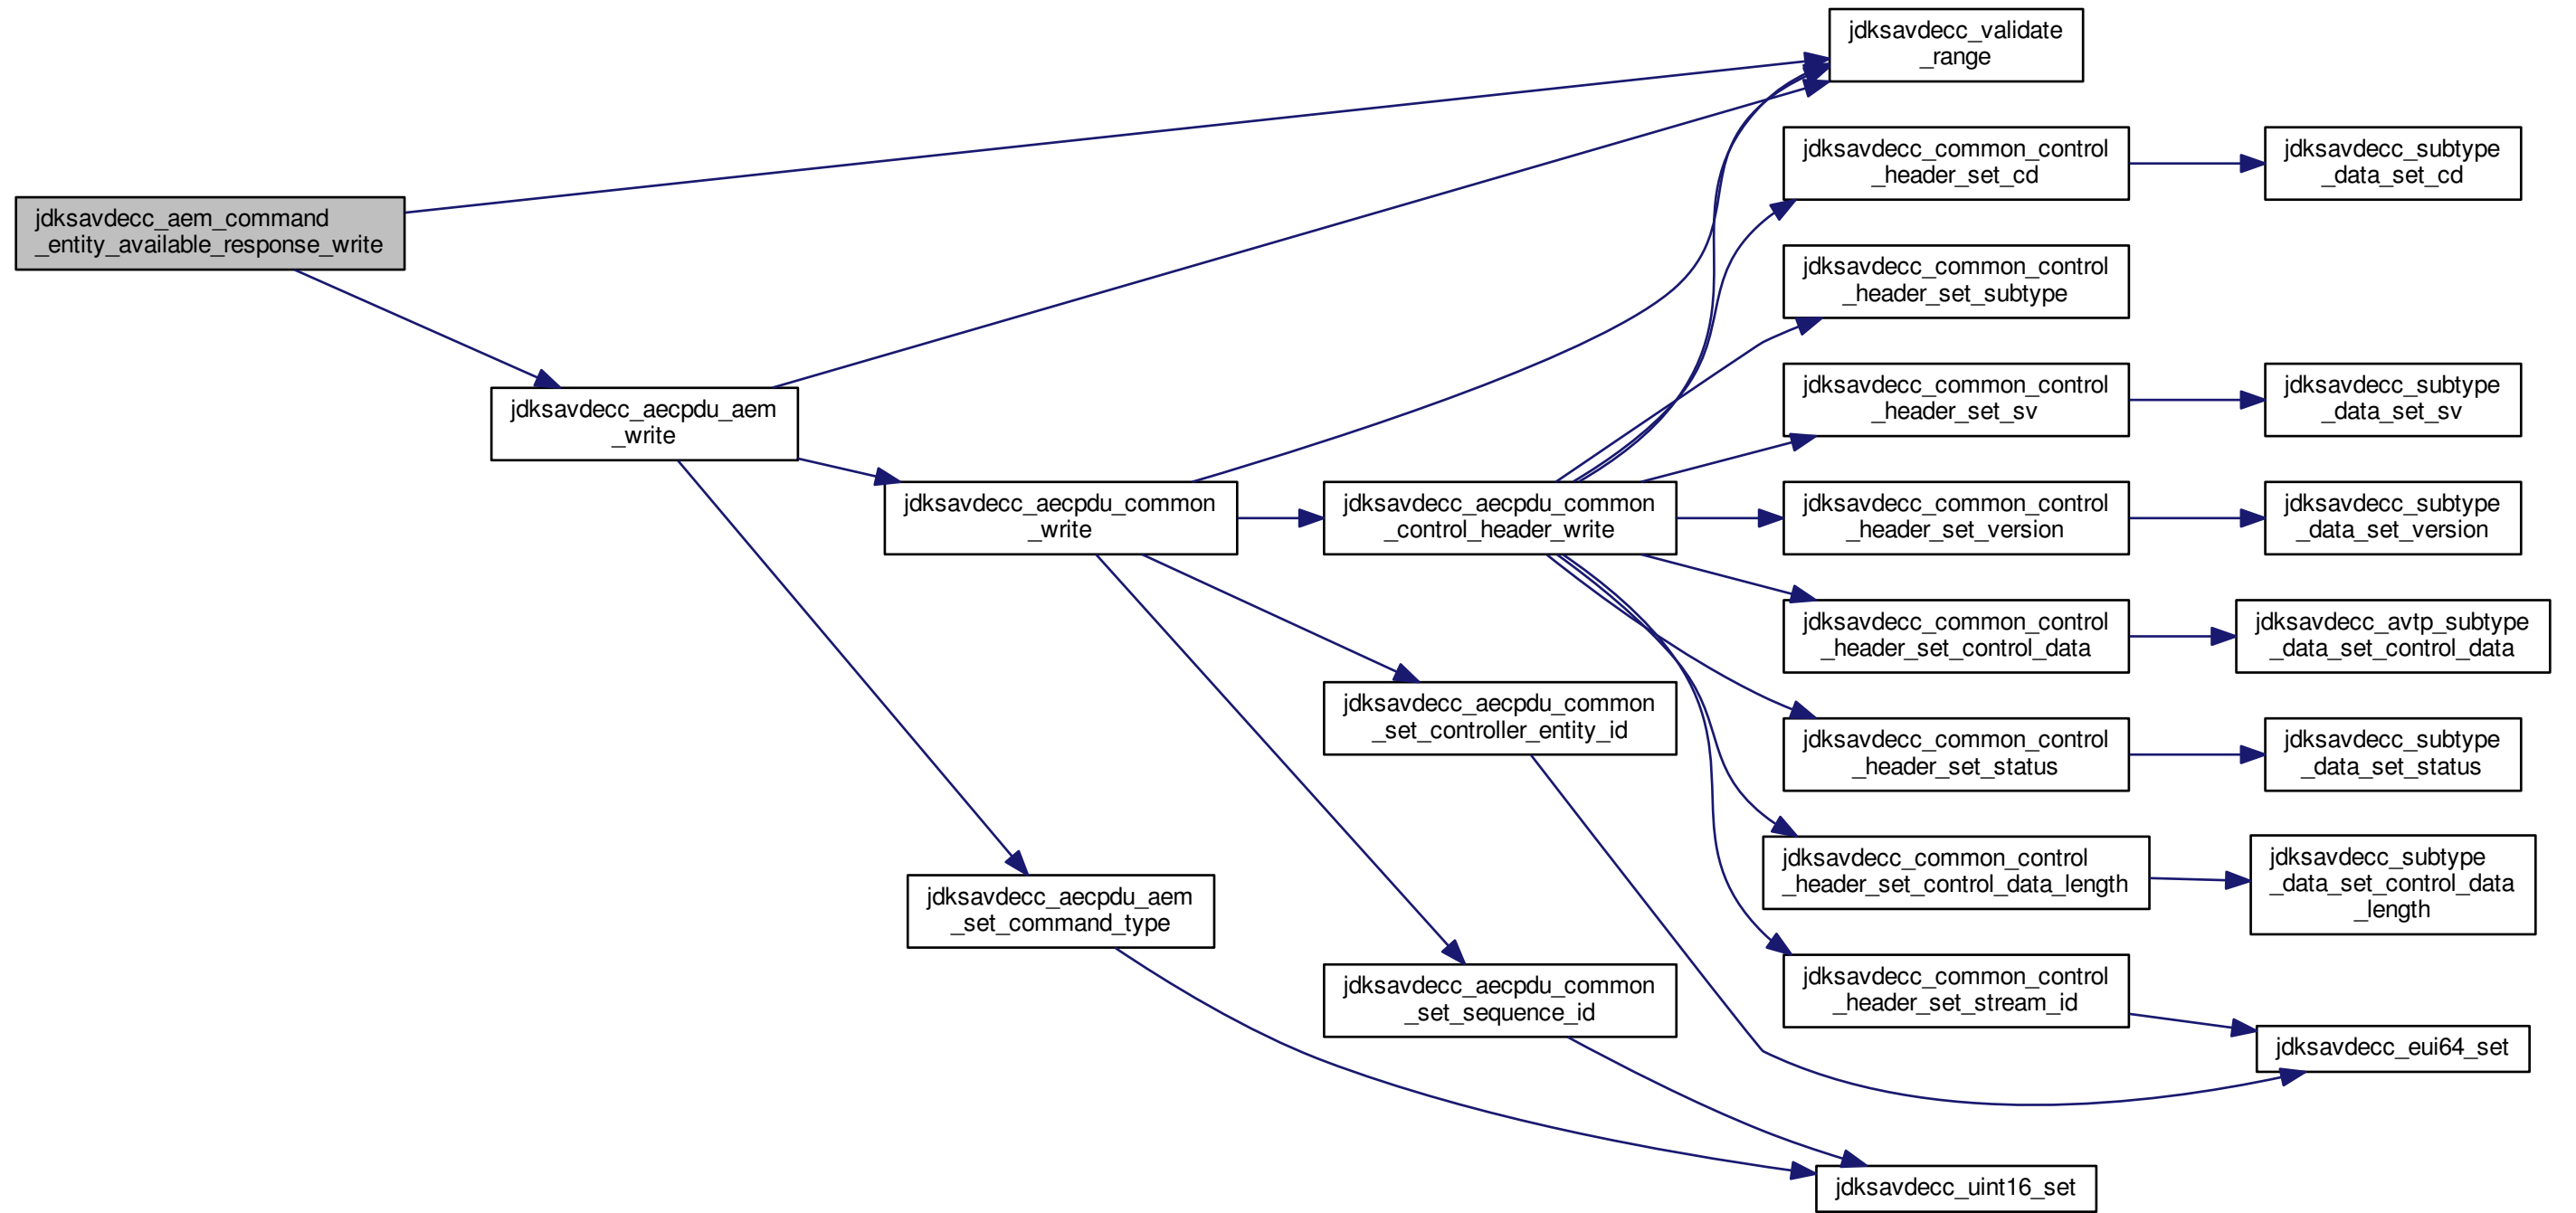 jdksavdecc_aem_command
_entity_available_response_write
jdksavdecc_aecpdu_aem
_write
jdksavdecc_aecpdu_common
_write
jdksavdecc_aecpdu_aem
_set_command_type
jdksavdecc_aecpdu_common
_control_header_write
jdksavdecc_aecpdu_common
_set_controller_entity_id
jdksavdecc_aecpdu_common
_set_sequence_id
jdksavdecc_validate
_range
jdksavdecc_common_control
_header_set_cd
jdksavdecc_common_control
_header_set_subtype
jdksavdecc_common_control
_header_set_sv
jdksavdecc_common_control
_header_set_version
jdksavdecc_common_control
_header_set_control_data
jdksavdecc_common_control
_header_set_status
jdksavdecc_common_control
_header_set_control_data_length
jdksavdecc_common_control
_header_set_stream_id
jdksavdecc_uint16_set
jdksavdecc_subtype
_data_set_cd
jdksavdecc_subtype
_data_set_sv
jdksavdecc_subtype
_data_set_version
jdksavdecc_avtp_subtype
_data_set_control_data
jdksavdecc_subtype
_data_set_status
jdksavdecc_subtype
_data_set_control_data
_length
jdksavdecc_eui64_set